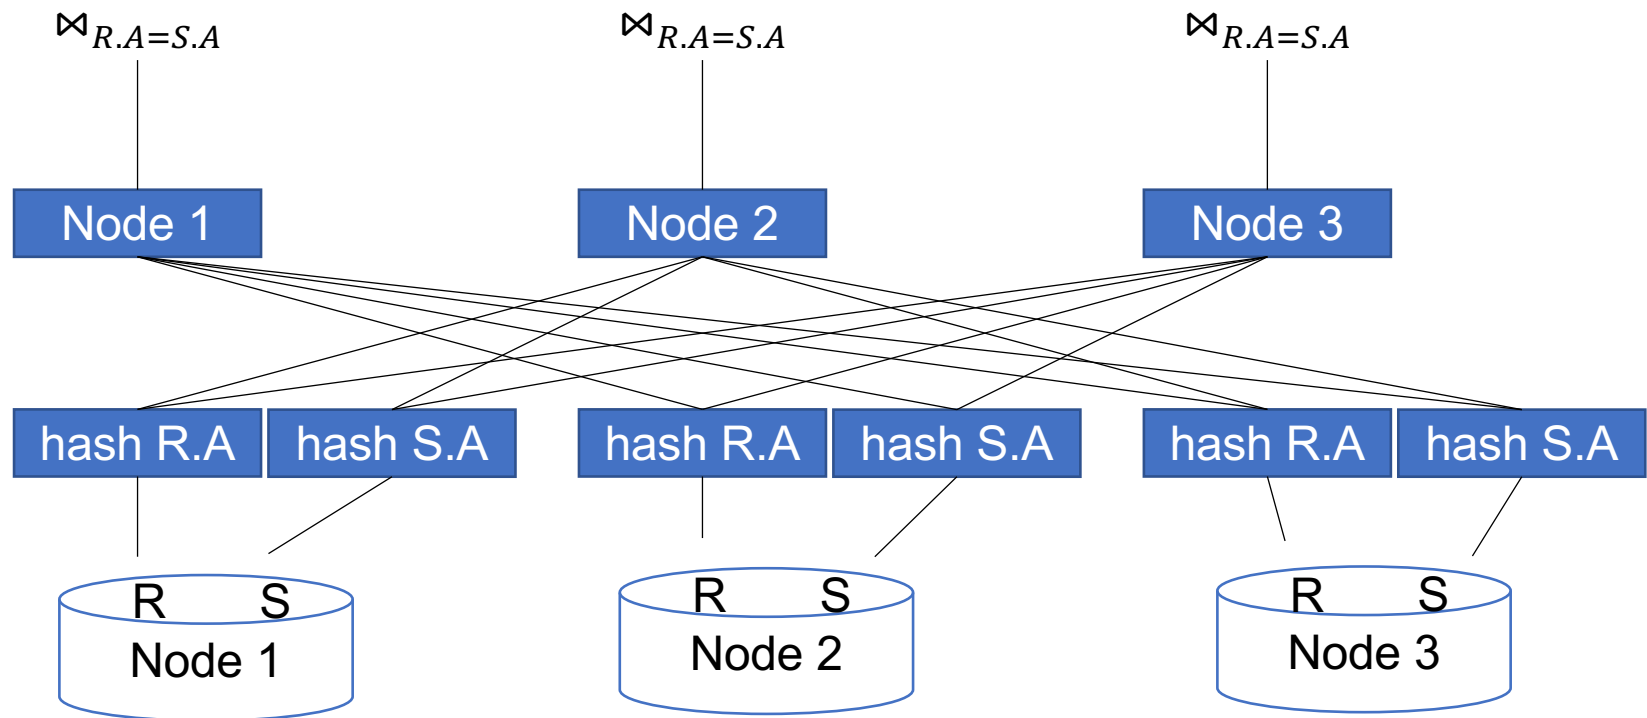 ⋈R.A=S.A ⋈R.A=S.A ⋈R.A=S.A
Node 1 Node 2 Node 3
hash R.A hash S.A hash R.A hash S.A hash R.A hash S.A
R S R S R S
Node 1 Node 2 Node 3